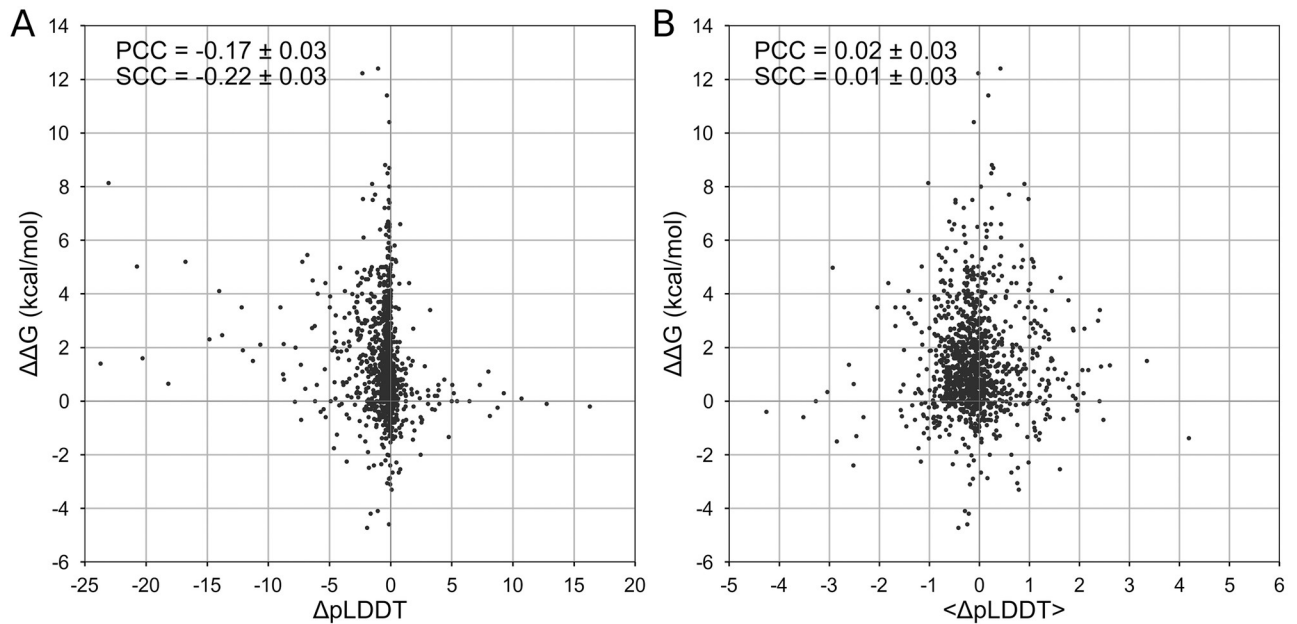 A
PCC = -0.17 ± 0.03
SCC = -0.22 ± 0.03
ΔΔG (kcal/mol)
14
12
10
8
6
4
2
0
-2
-4
-6
-25 -20 -15 -10 -5 0 5 10 15 20
ΔpLDDT
B
PCC = 0.02 ± 0.03
SCC = 0.01 ± 0.03
ΔΔG (kcal/mol)
14
12
10
8
6
4
2
0
-2
-4
-6
-5 -4 -3 -2 -1 0 1 2 3 4 5 6
<ΔpLDDT>